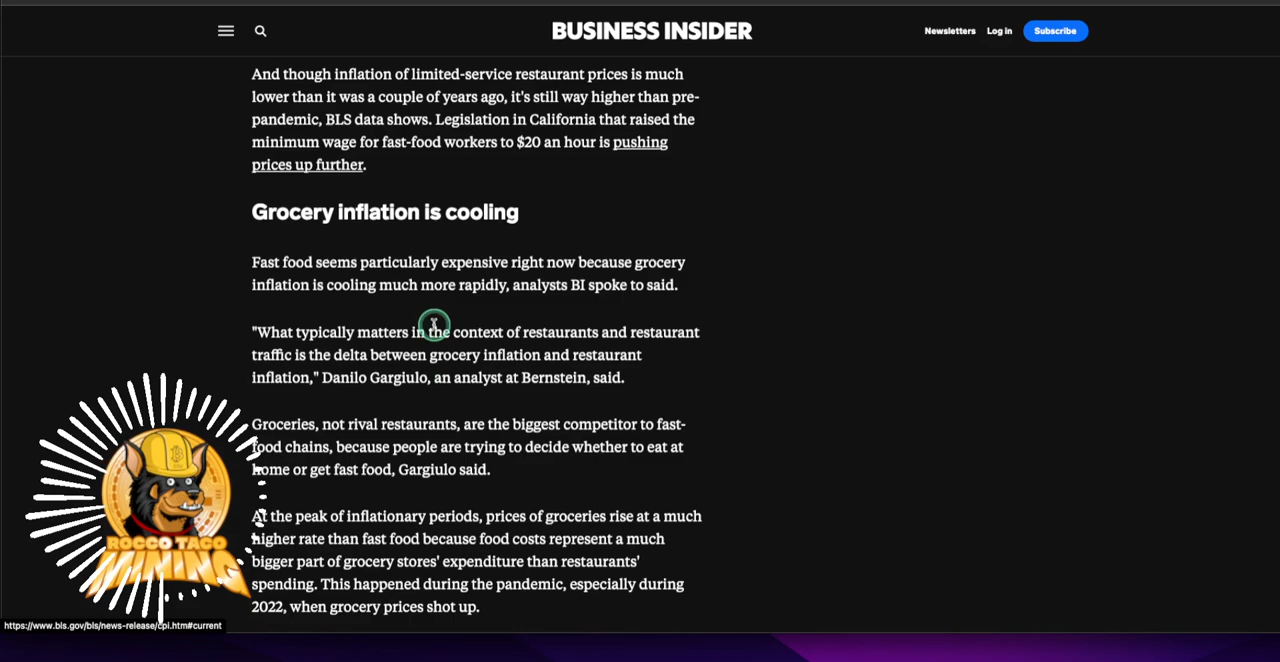 BUSINESS INSIDER
Newsletters
Log in
Subscribe
And though inflation of limited-service restaurant prices is much
lower than it was a couple of years ago, it's still way higher than pre-
pandemic, BLS data shows. Legislation in California that raised the
minimum wage for fast-food workers to $20 an hour is pushing
prices up further.
Grocery inflation is cooling
Fast food seems particularly expensive right now because grocery
inflation is cooling much more rapidly, analysts BI spoke to said.
"What typically matters in the context of restaurants and restaurant
traffic is the delta between grocery inflation and restaurant
inflation," Danilo Gargiulo, an analyst at Bernstein, said.
Groceries, not rival restaurants, are the biggest competitor to fast-
food chains, because people are trying to decide whether to eat at
home or get fast food, Gargiulo said.
At the peak of inflationary periods, prices of groceries rise at a much
higher rate than fast food because food costs represent a much
bigger part of grocery stores' expenditure than restaurants'
spending. This happened during the pandemic, especially during
2022, when grocery prices shot up.
ROCCO TACO
MINING
https://www.bls.gov/bls/news-release/cpi.htm#current